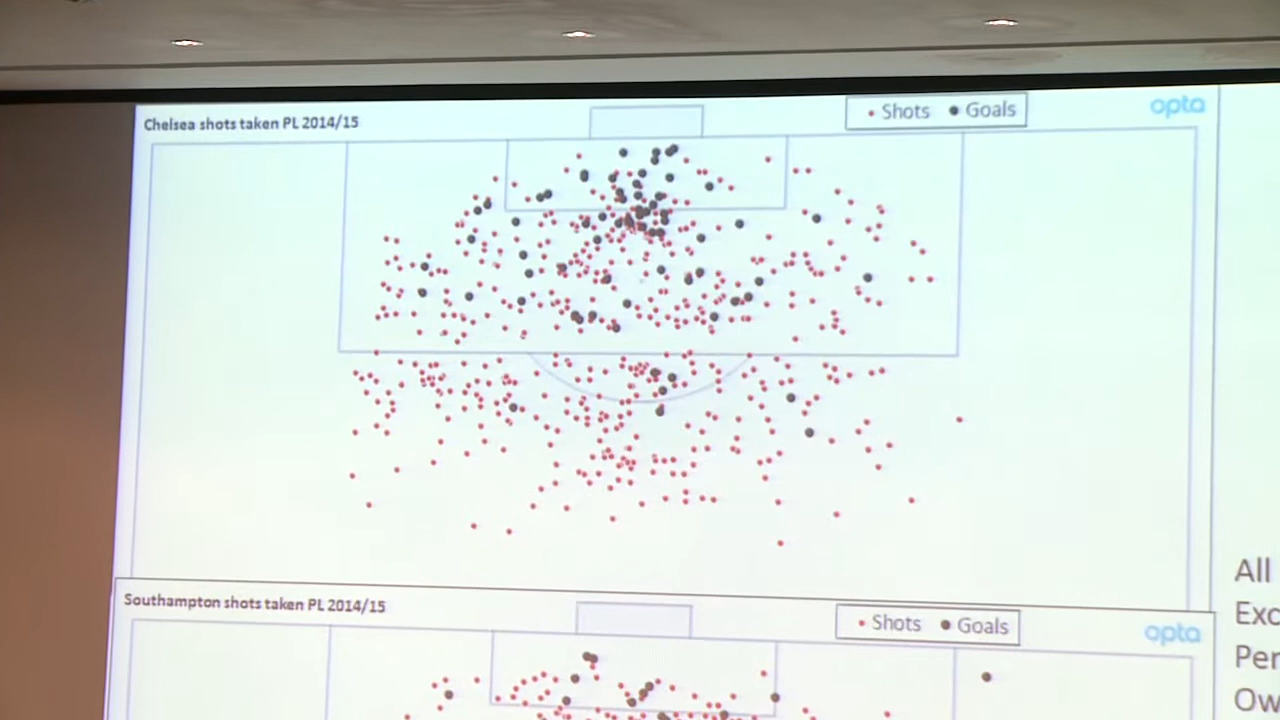 Chelsea shots taken PL 2014/15
Shots Goals
opta
All
Exc
Per
Ow
Southampton shots taken PL 2014/15
Shots Goals
opta